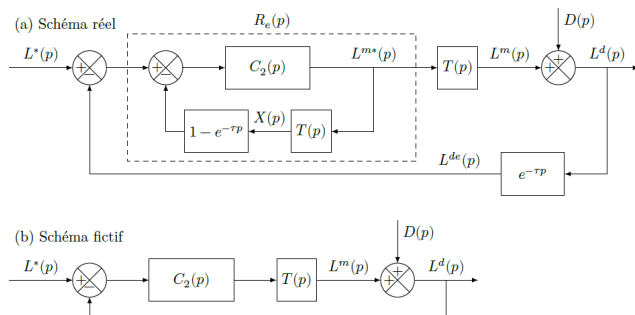 (a) Schéma réel
R_e(p)
D(p)
L*(p)
+
−
+
−
C_2(p)
L^{m*}(p)
T(p)
L^m(p)
+
+
L^d(p)
1 − e^{−τp}
X(p)
T(p)
L^{de}(p)
e^{−τp}
(b) Schéma fictif
D(p)
L*(p)
+
−
C_2(p)
T(p)
L^m(p)
+
+
L^d(p)